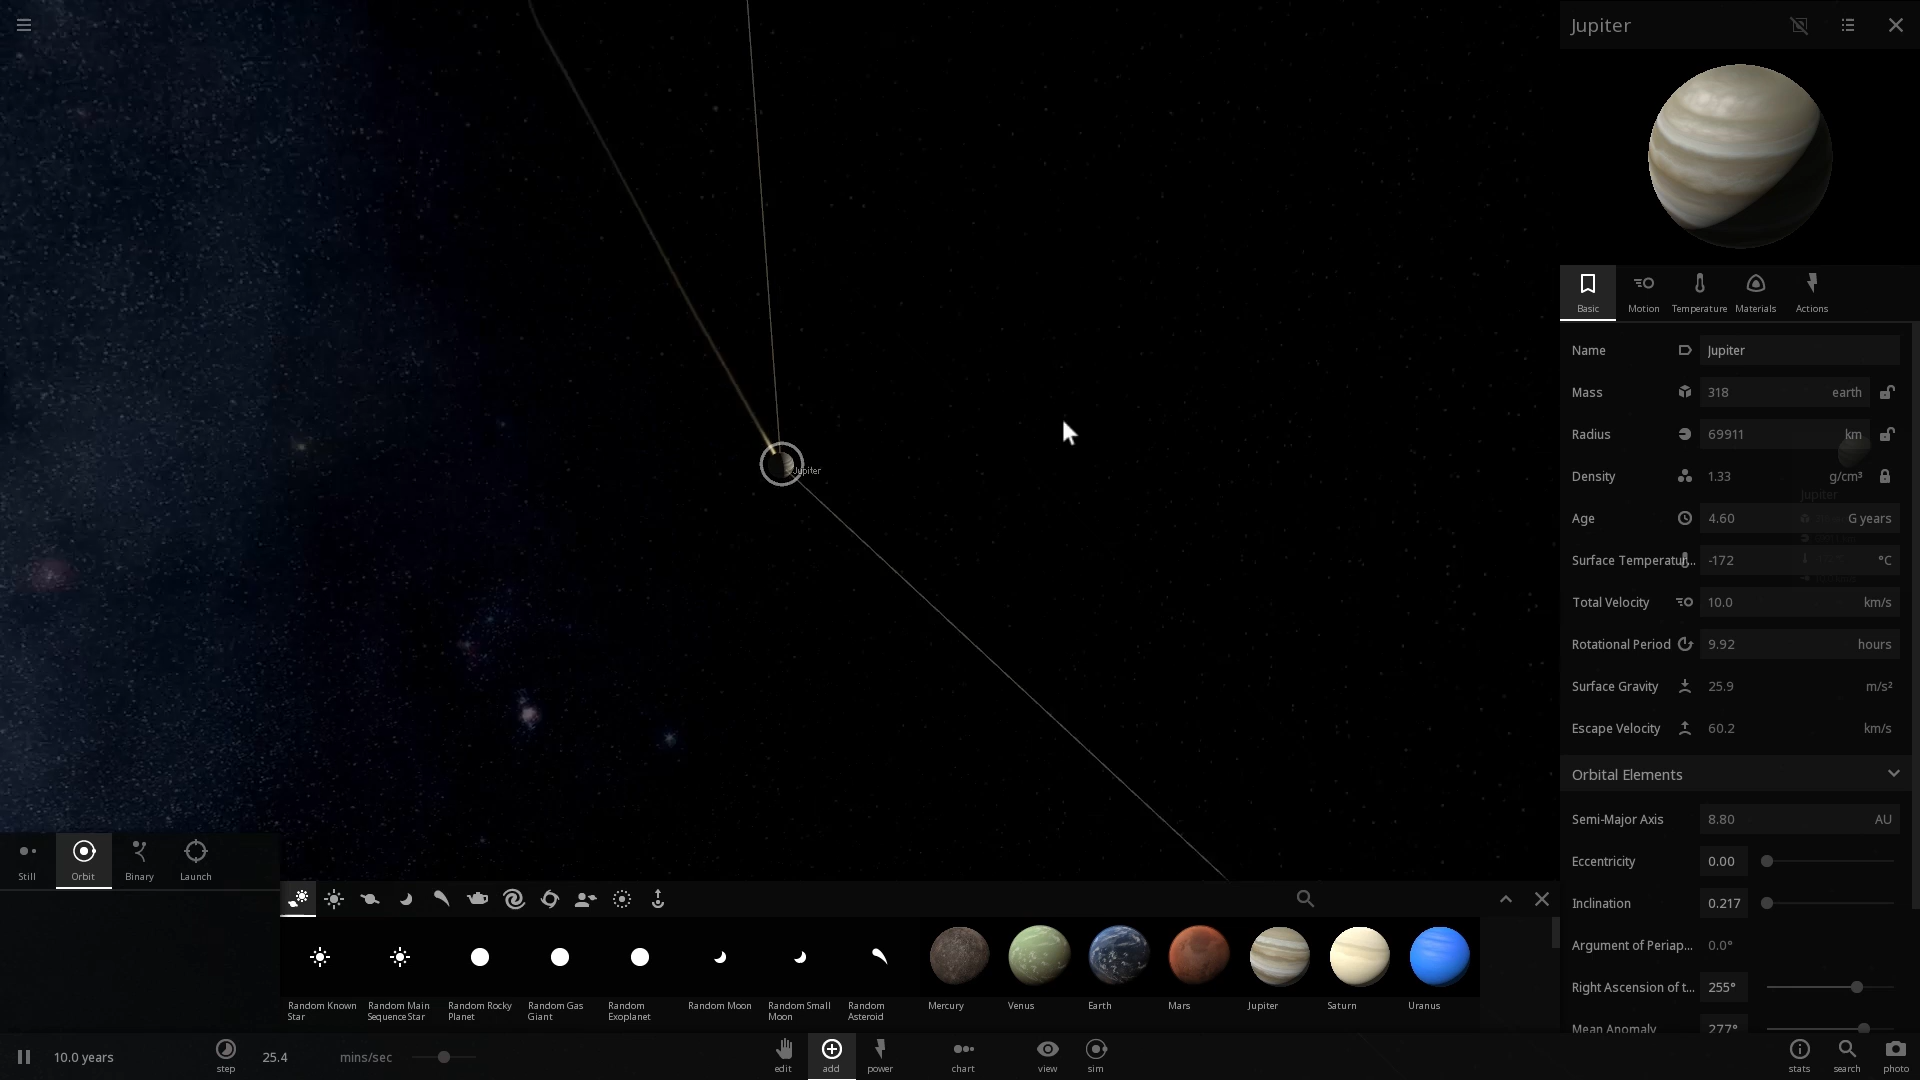 Jupiter
Basic
Motion
Temperature
Materials
Actions
Name Jupiter
Mass 318 earth
Radius 69911 km
Jupiter
Density 1.33 g/cm³
Jupiter
Age 4.60 G years
Surface Temperatur... -172 °C
Total Velocity 10.0 km/s
Rotational Period 9.92 hours
Surface Gravity 25.9 m/s²
Escape Velocity 60.2 km/s
Orbital Elements
Semi-Major Axis 8.80 AU
Eccentricity 0.00
Inclination 0.217
Argument of Periap... 0.0°
Right Ascension of t... 255°
Mean Anomaly 277°
Still
Orbit
Binary
Launch
Random Known Star
Random Main Sequence Star
Random Rocky Planet
Random Gas Giant
Random Exoplanet
Random Moon
Random Small Moon
Random Asteroid
Mercury
Venus
Earth
Mars
Jupiter
Saturn
Uranus
10.0 years
step
25.4 mins/sec
edit
add
power
chart
view
sim
stats
search
photo